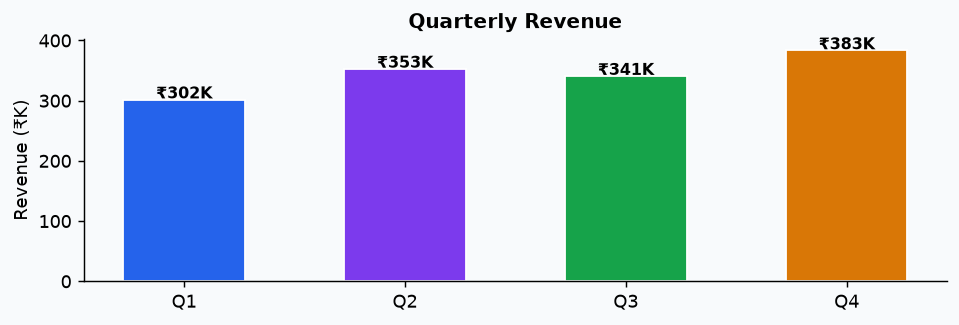 Quarterly Revenue
Revenue (₹K)
400
300
200
100
0
₹302K
₹353K
₹341K
₹383K
Q1
Q2
Q3
Q4